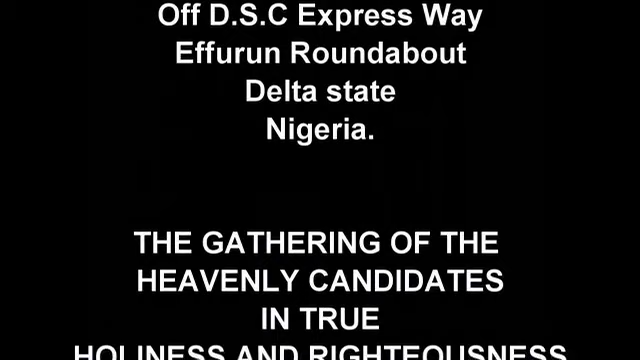 Off D.S.C Express Way
Effurun Roundabout
Delta state
Nigeria.
THE GATHERING OF THE
HEAVENLY CANDIDATES
IN TRUE
HOLINESS AND RIGHTEOUSNESS